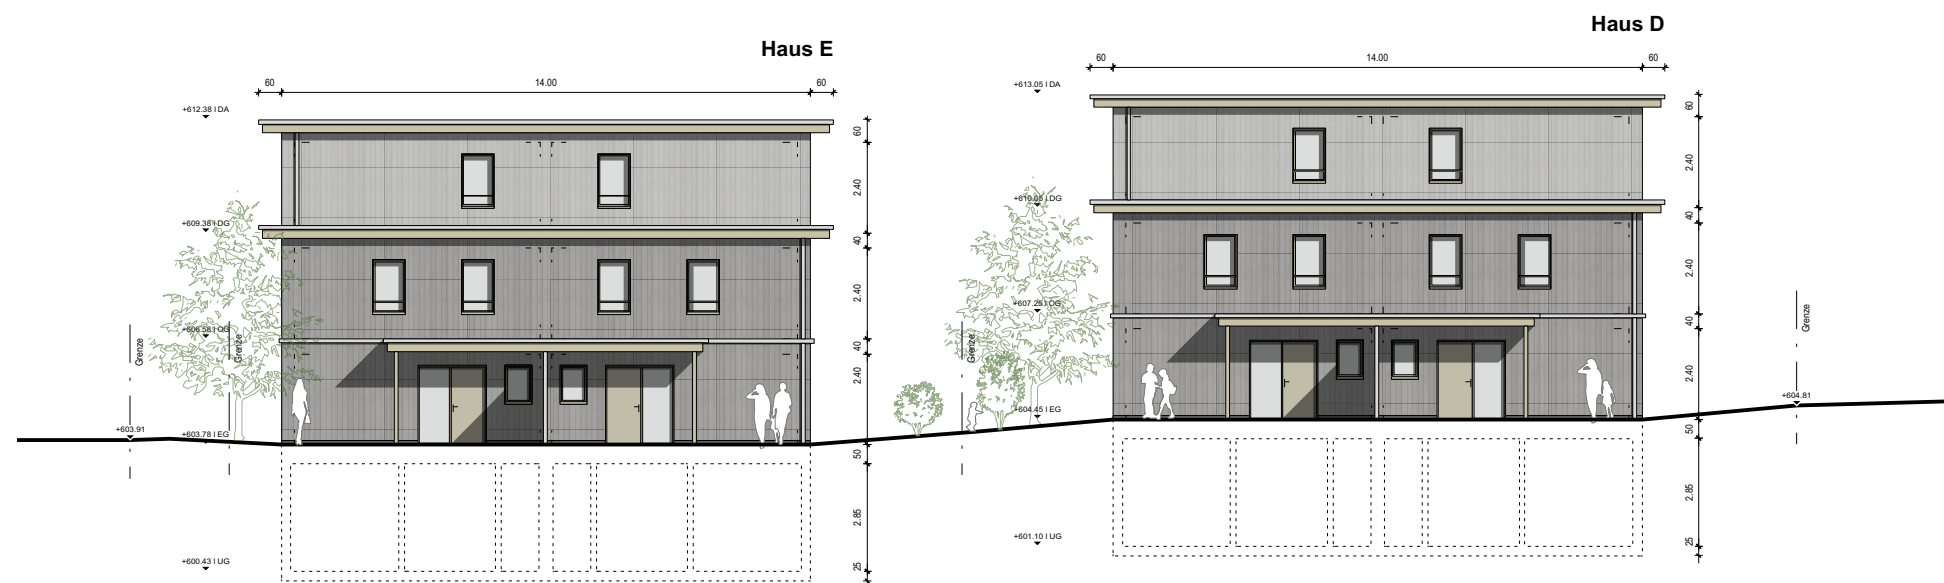 Haus E
60
14.00
60
+612.38 | DA
+609.38 | DG
+606.58 | OG
+603.91
+603.78 | EG
+600.43 | UG
Grenze
Grenze
60
2.40
40
2.40
40
2.40
50
2.85
25
Haus D
60
14.00
60
+613.05 | DA
+610.05 | DG
+607.25 | OG
+604.45 | EG
+601.10 | UG
Grenze
60
2.40
40
2.40
40
2.40
50
2.85
25
Grenze
+604.81